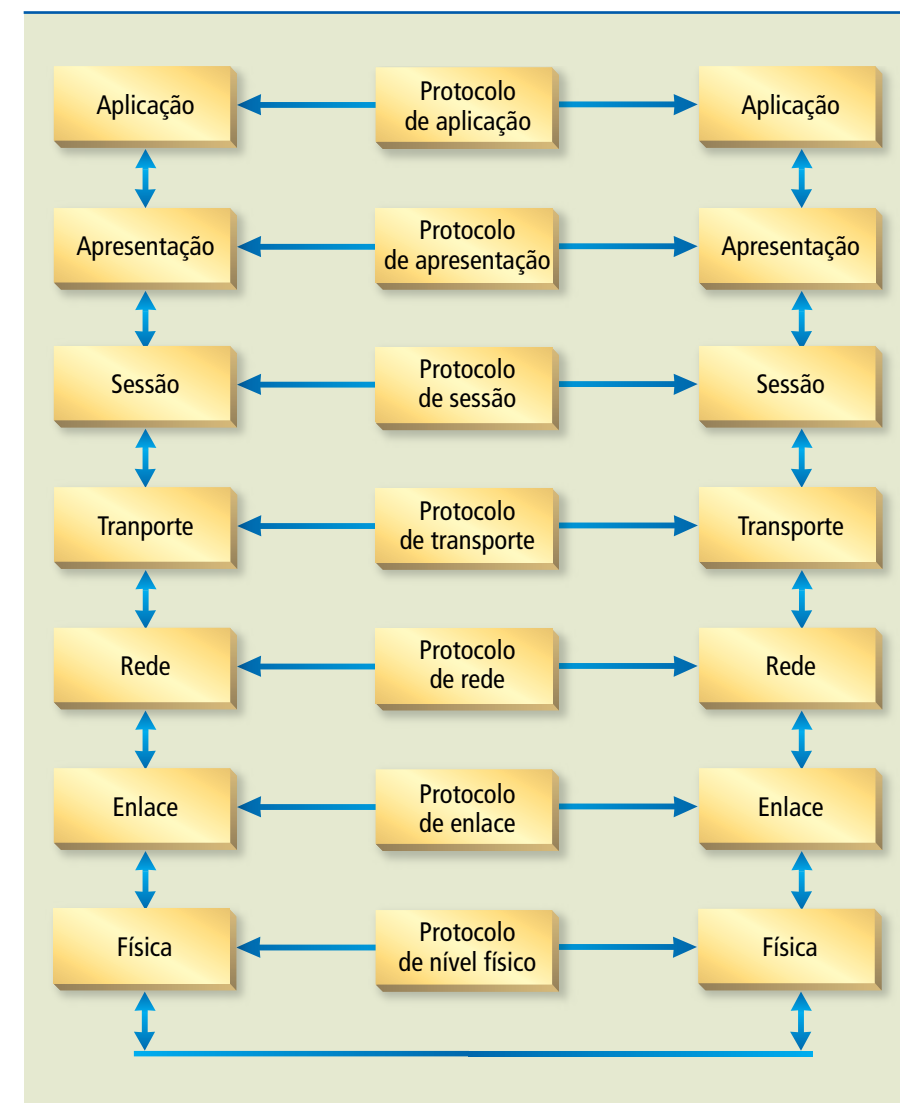 Aplicação
Protocolo
de aplicação
Aplicação
Apresentação
Protocolo
de apresentação
Apresentação
Sessão
Protocolo
de sessão
Sessão
Tranporte
Protocolo
de transporte
Transporte
Rede
Protocolo
de rede
Rede
Enlace
Protocolo
de enlace
Enlace
Física
Protocolo
de nível físico
Física